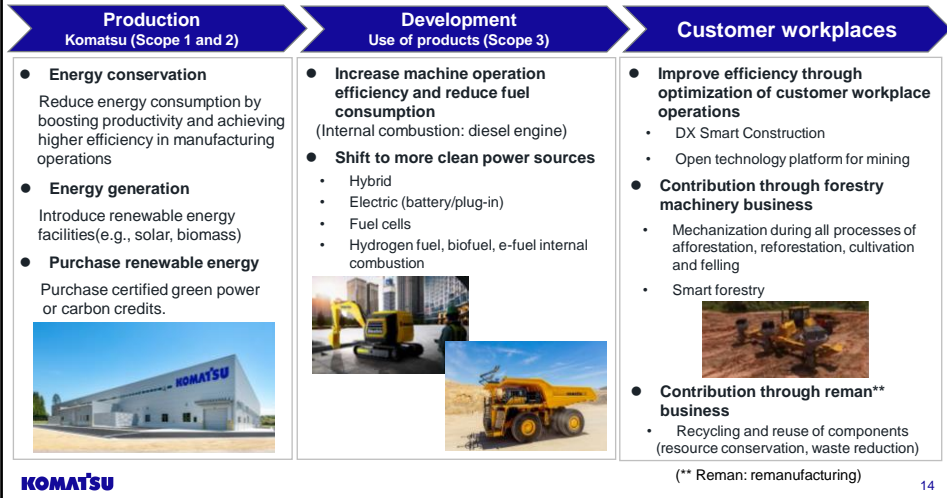 Production
Komatsu (Scope 1 and 2)
● Energy conservation
Reduce energy consumption by
boosting productivity and achieving
higher efficiency in manufacturing
operations
● Energy generation
Introduce renewable energy
facilities(e.g., solar, biomass)
● Purchase renewable energy
Purchase certified green power
or carbon credits.
KOMATSU
Development
Use of products (Scope 3)
● Increase machine operation
efficiency and reduce fuel
consumption
(Internal combustion: diesel engine)
● Shift to more clean power sources
• Hybrid
• Electric (battery/plug-in)
• Fuel cells
• Hydrogen fuel, biofuel, e-fuel internal
combustion
Customer workplaces
● Improve efficiency through
optimization of customer workplace
operations
• DX Smart Construction
• Open technology platform for mining
● Contribution through forestry
machinery business
• Mechanization during all processes of
afforestation, reforestation, cultivation
and felling
• Smart forestry
● Contribution through reman**
business
• Recycling and reuse of components
(resource conservation, waste reduction)
(** Reman: remanufacturing)
KOMATSU
14